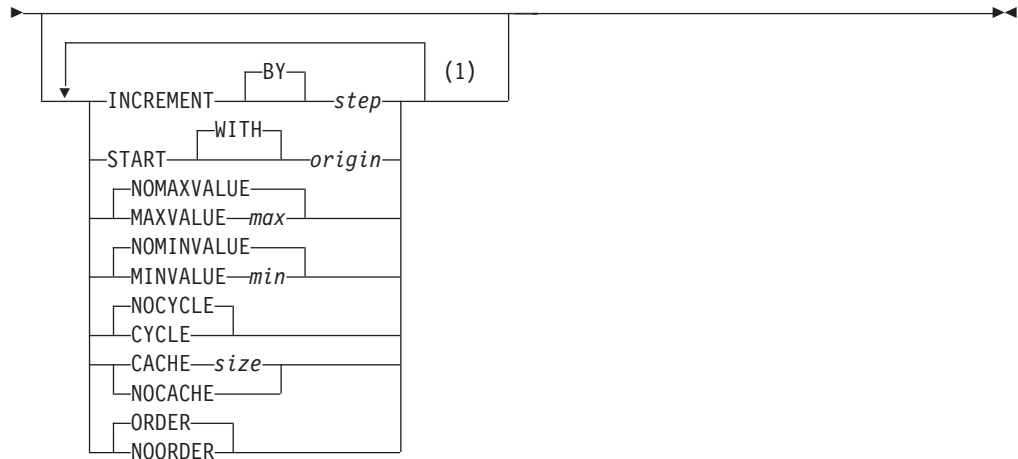 BY
(1)
INCREMENT step
WITH
START origin
NOMAXVALUE
MAXVALUE max
NOMINVALUE
MINVALUE min
NOCYCLE
CYCLE
CACHE size
NOCACHE
ORDER
NOORDER